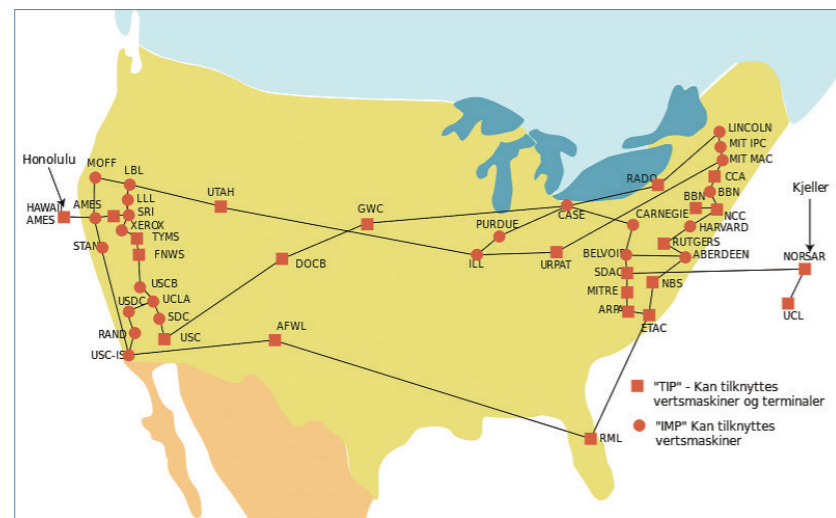 Honolulu
MOFF
LBL
HAWAI
AMES
AMES
LLL
SRI
XEROX
TYMS
STAN
FNWS
USCB
USDC
UCLA
SDC
RAND
USC
USC-IS
UTAH
GWC
DOCB
AFWL
PURDUE
ILL
URPAT
CASE
RADC
LINCOLN
MIT IPC
MIT MAC
CCA
BBN
BBN
NCC
CARNEGIE
HARVARD
RUTGERS
BELVOIR
ABERDEEN
SDAC
NBS
MITRE
ARPA
ETAC
RML
Kjeller
NORSAR
UCL
"TIP" - Kan tilknyttes
vertsmaskiner og terminaler
"IMP" Kan tilknyttes
vertsmaskiner